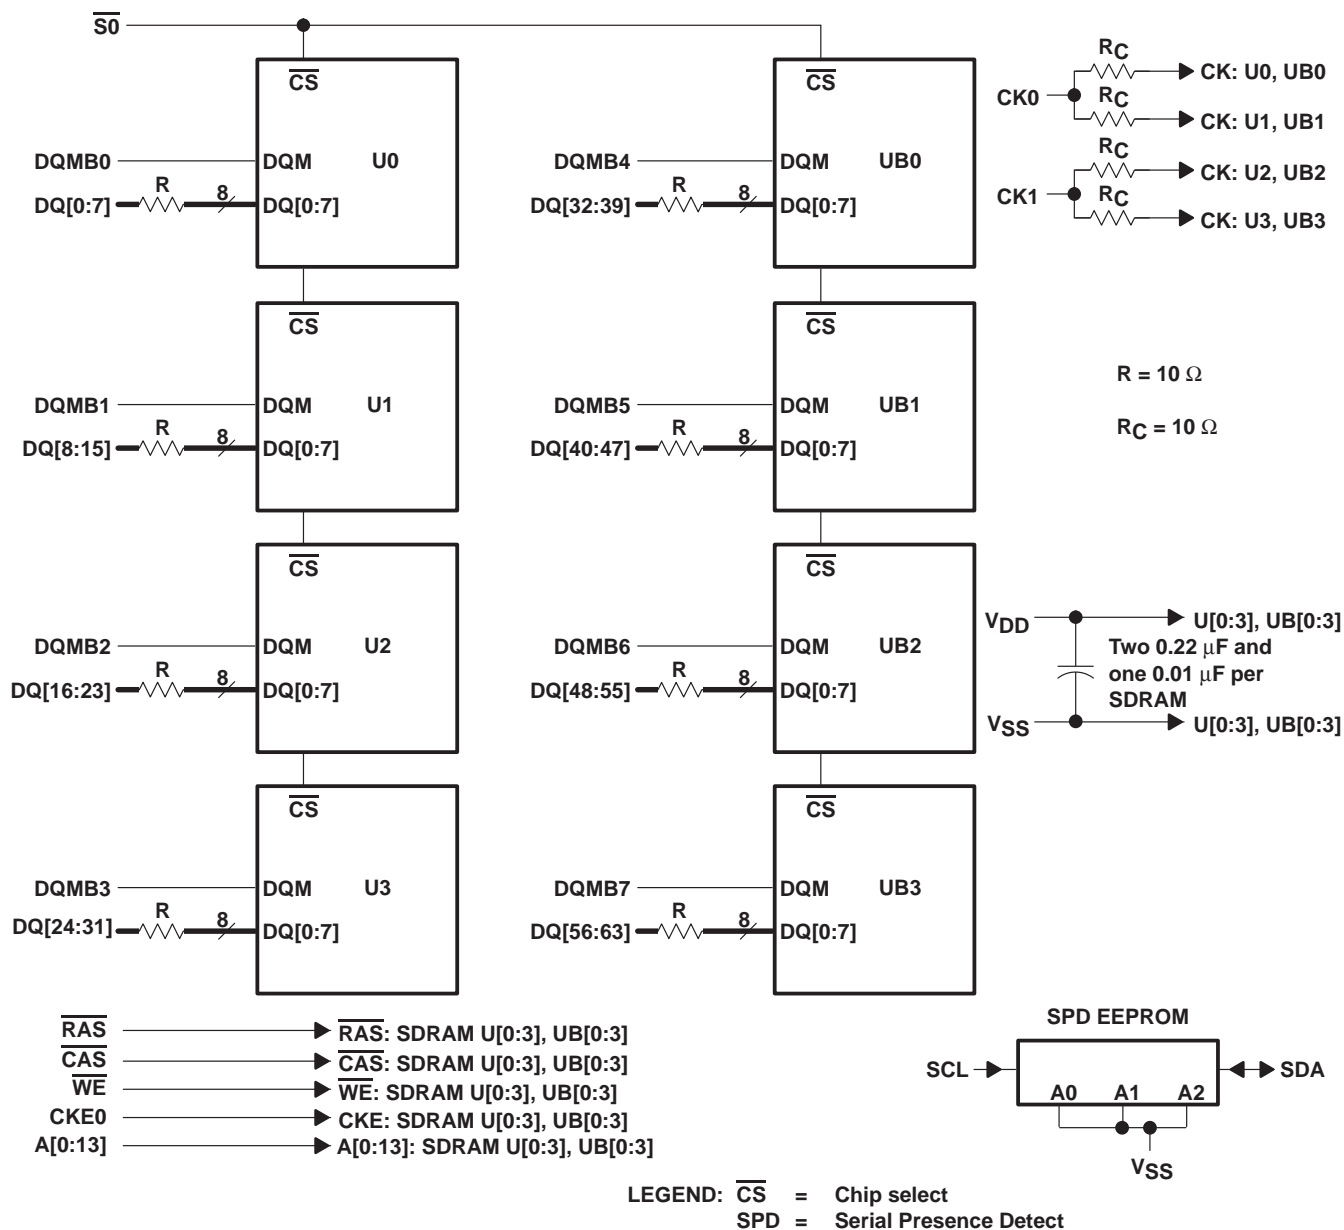 S0
CS
CS
DQMB0
DQM
U0
R
8
DQ[0:7]
DQ[0:7]
DQMB4
DQM
UB0
R
8
DQ[32:39]
DQ[0:7]
RC
CK: U0, UB0
CK0
RC
CK: U1, UB1
RC
CK: U2, UB2
CK1
RC
CK: U3, UB3
CS
CS
DQMB1
DQM
U1
R
8
DQ[8:15]
DQ[0:7]
DQMB5
DQM
UB1
R
8
DQ[40:47]
DQ[0:7]
R = 10 Ω
RC = 10 Ω
CS
CS
DQMB2
DQM
U2
R
8
DQ[16:23]
DQ[0:7]
DQMB6
DQM
UB2
R
8
DQ[48:55]
DQ[0:7]
VDD
U[0:3], UB[0:3]
Two 0.22 μF and
one 0.01 μF per
SDRAM
VSS
U[0:3], UB[0:3]
CS
CS
DQMB3
DQM
U3
R
8
DQ[24:31]
DQ[0:7]
DQMB7
DQM
UB3
R
8
DQ[56:63]
DQ[0:7]
RAS
RAS: SDRAM U[0:3], UB[0:3]
CAS
CAS: SDRAM U[0:3], UB[0:3]
WE
WE: SDRAM U[0:3], UB[0:3]
CKE0
CKE: SDRAM U[0:3], UB[0:3]
A[0:13]
A[0:13]: SDRAM U[0:3], UB[0:3]
SPD EEPROM
SCL
SDA
A0 A1 A2
VSS
LEGEND: CS = Chip select
SPD = Serial Presence Detect